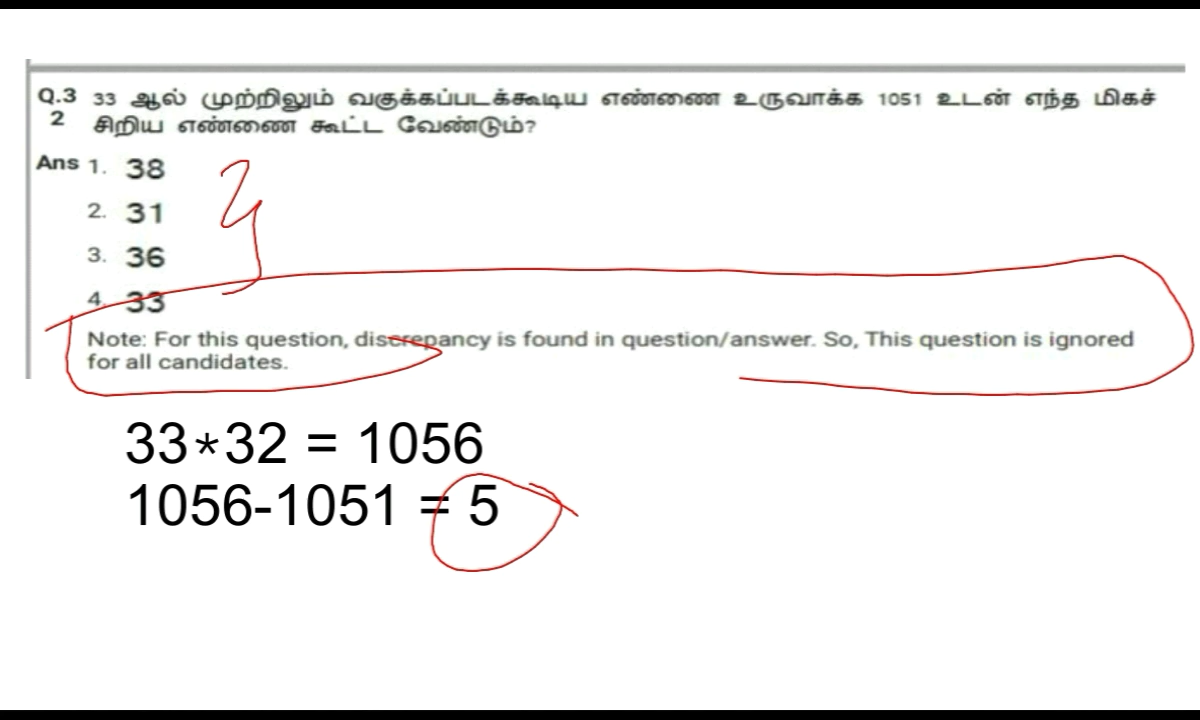 Q.3 33 ஆல் முற்றிலும் வகுக்கப்படக்கூடிய எண்ணை உருவாக்க 1051 உடன் எந்த மிகச்
2 சிறிய எண்ணை கூட்ட வேண்டும்?
Ans 1. 38
2. 31
3. 36
4. 33
Note: For this question, discrepancy is found in question/answer. So, This question is ignored
for all candidates.
33*32 = 1056
1056-1051 = 5